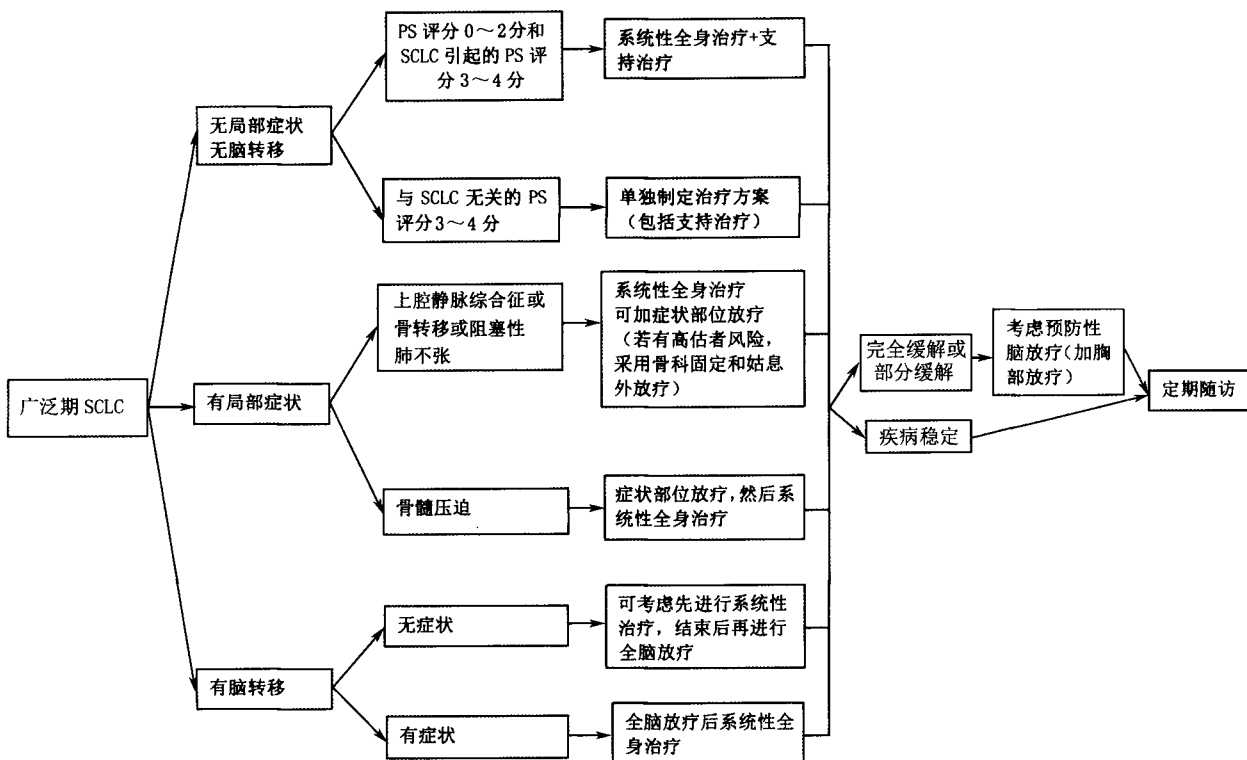 PS 评分 0～2分和
SCLC 引起的 PS 评
分 3～4 分
系统性全身治疗+支
持治疗
无局部症状
无脑转移
与 SCLC 无关的 PS
评分 3～4 分
单独制定治疗方案
（包括支持治疗）
上腔静脉综合征或
骨转移或阻塞性
肺不张
系统性全身治疗
可加症状部位放疗
（若有高估者风险，
采用骨科固定和姑息
外放疗）
广泛期 SCLC
有局部症状
骨髓压迫
症状部位放疗，然后系
统性全身治疗
无症状
可考虑先进行系统性
治疗，结束后再进行
全脑放疗
有脑转移
有症状
全脑放疗后系统性全
身治疗
完全缓解或
部分缓解
考虑预防性
脑放疗（加胸
部放疗）
疾病稳定
定期随访